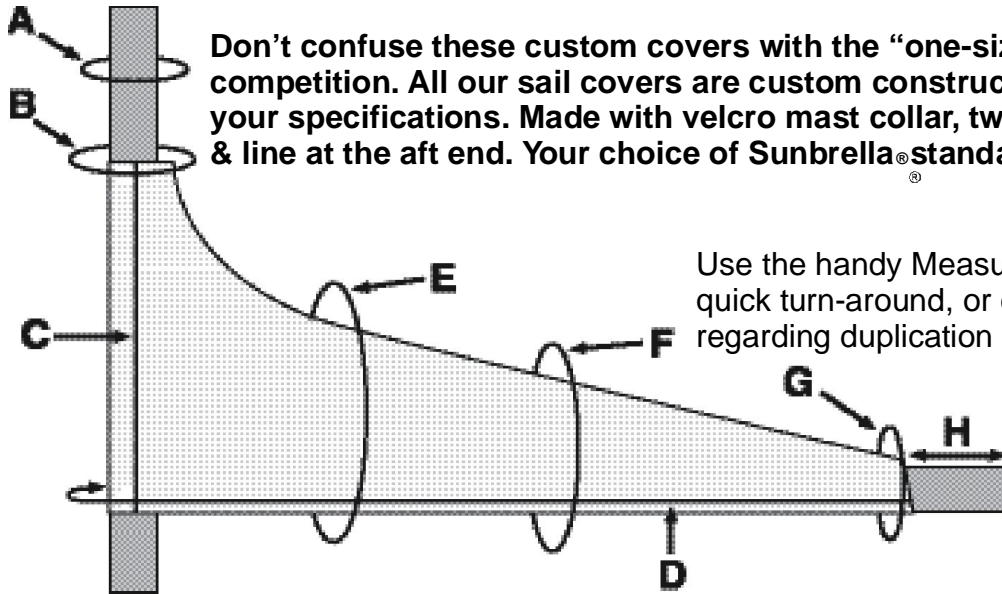 A
B
Don’t confuse these custom covers with the “one-siz
competition. All our sail covers are custom construc
your specifications. Made with velcro mast collar, tw
& line at the aft end. Your choice of Sunbrella® standa
®
Use the handy Measu
quick turn-around, or
regarding duplication
E
C
F
G
H
D